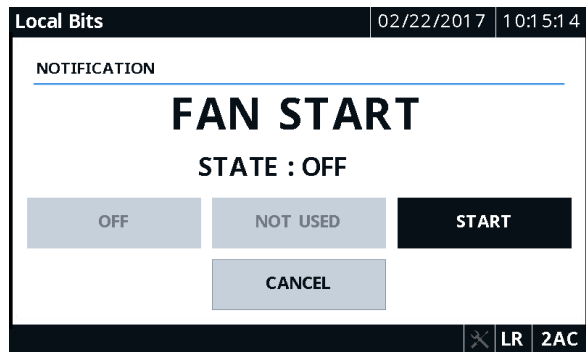 Local Bits 02/22/2017 10:15:14
NOTIFICATION
FAN START
STATE : OFF
OFF NOT USED START
CANCEL
LR 2AC